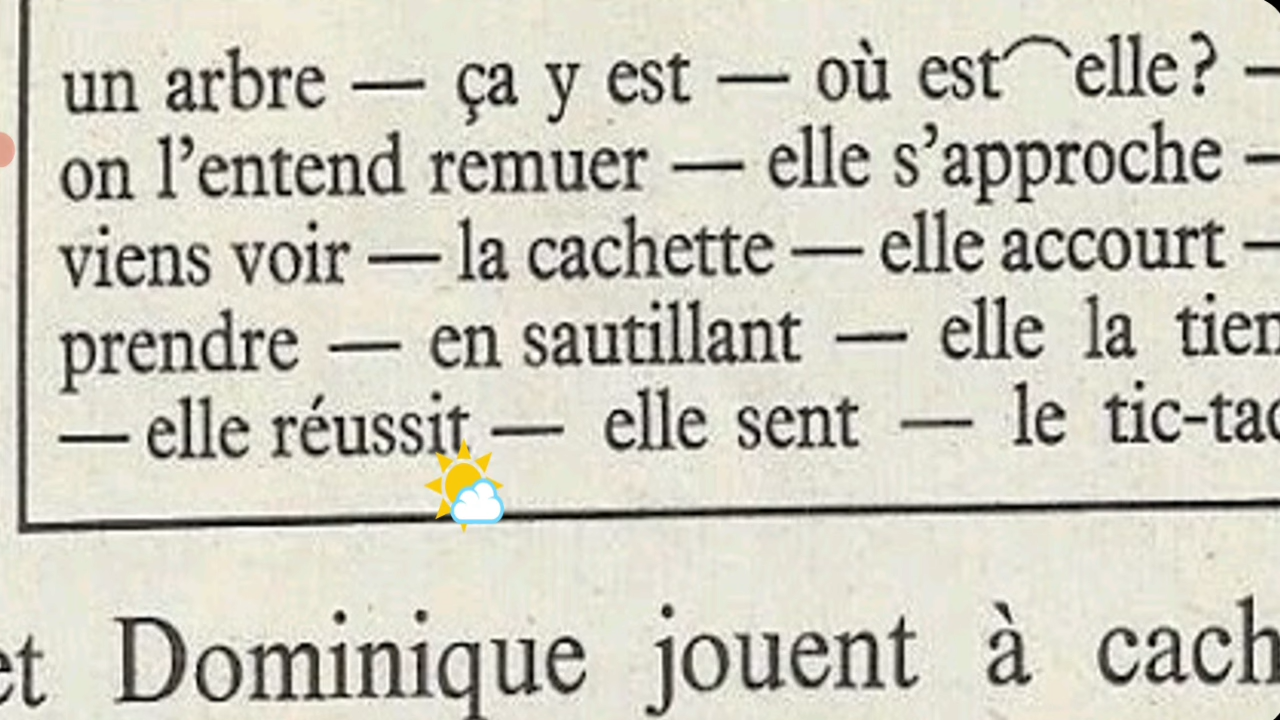 un arbre — ça y est — où est‿elle? —
on l'entend remuer — elle s'approche —
viens voir — la cachette — elle accourt —
prendre — en sautillant — elle la tien
— elle réussit — elle sent — le tic-tac
et Dominique jouent à cach